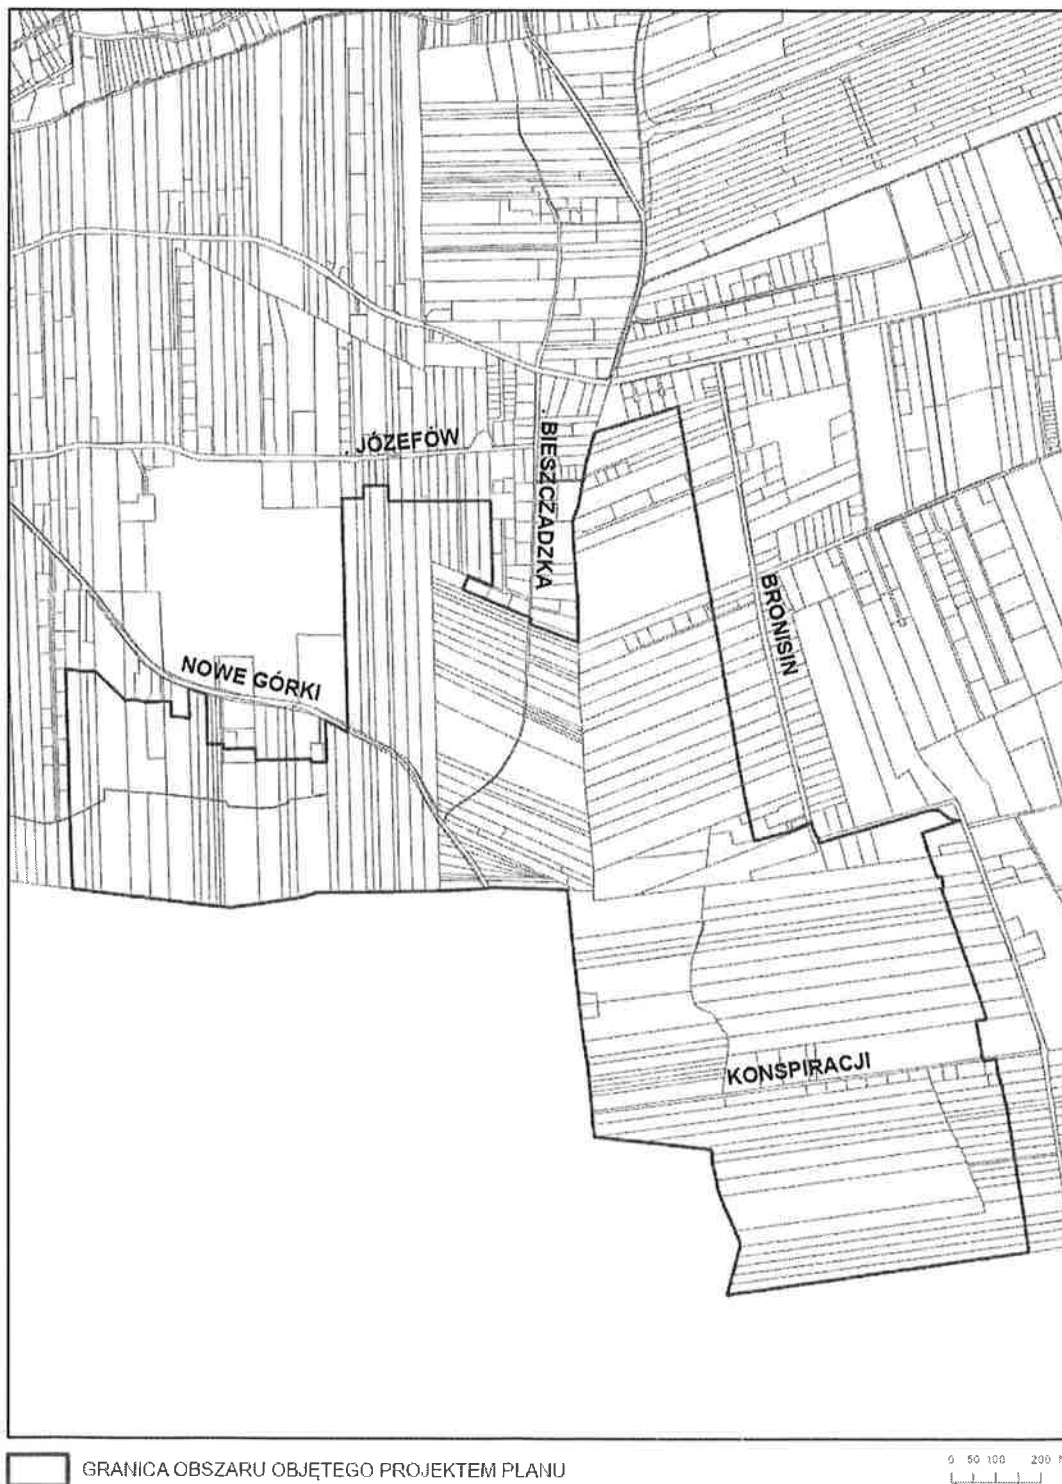 JÓZEFÓW
BIESZCZADZKA
BRONISIN
NOWE GÓRKI
KONSPIRACJI
GRANICA OBSZARU OBJĘTEGO PROJEKTEM PLANU
0 50 100 200